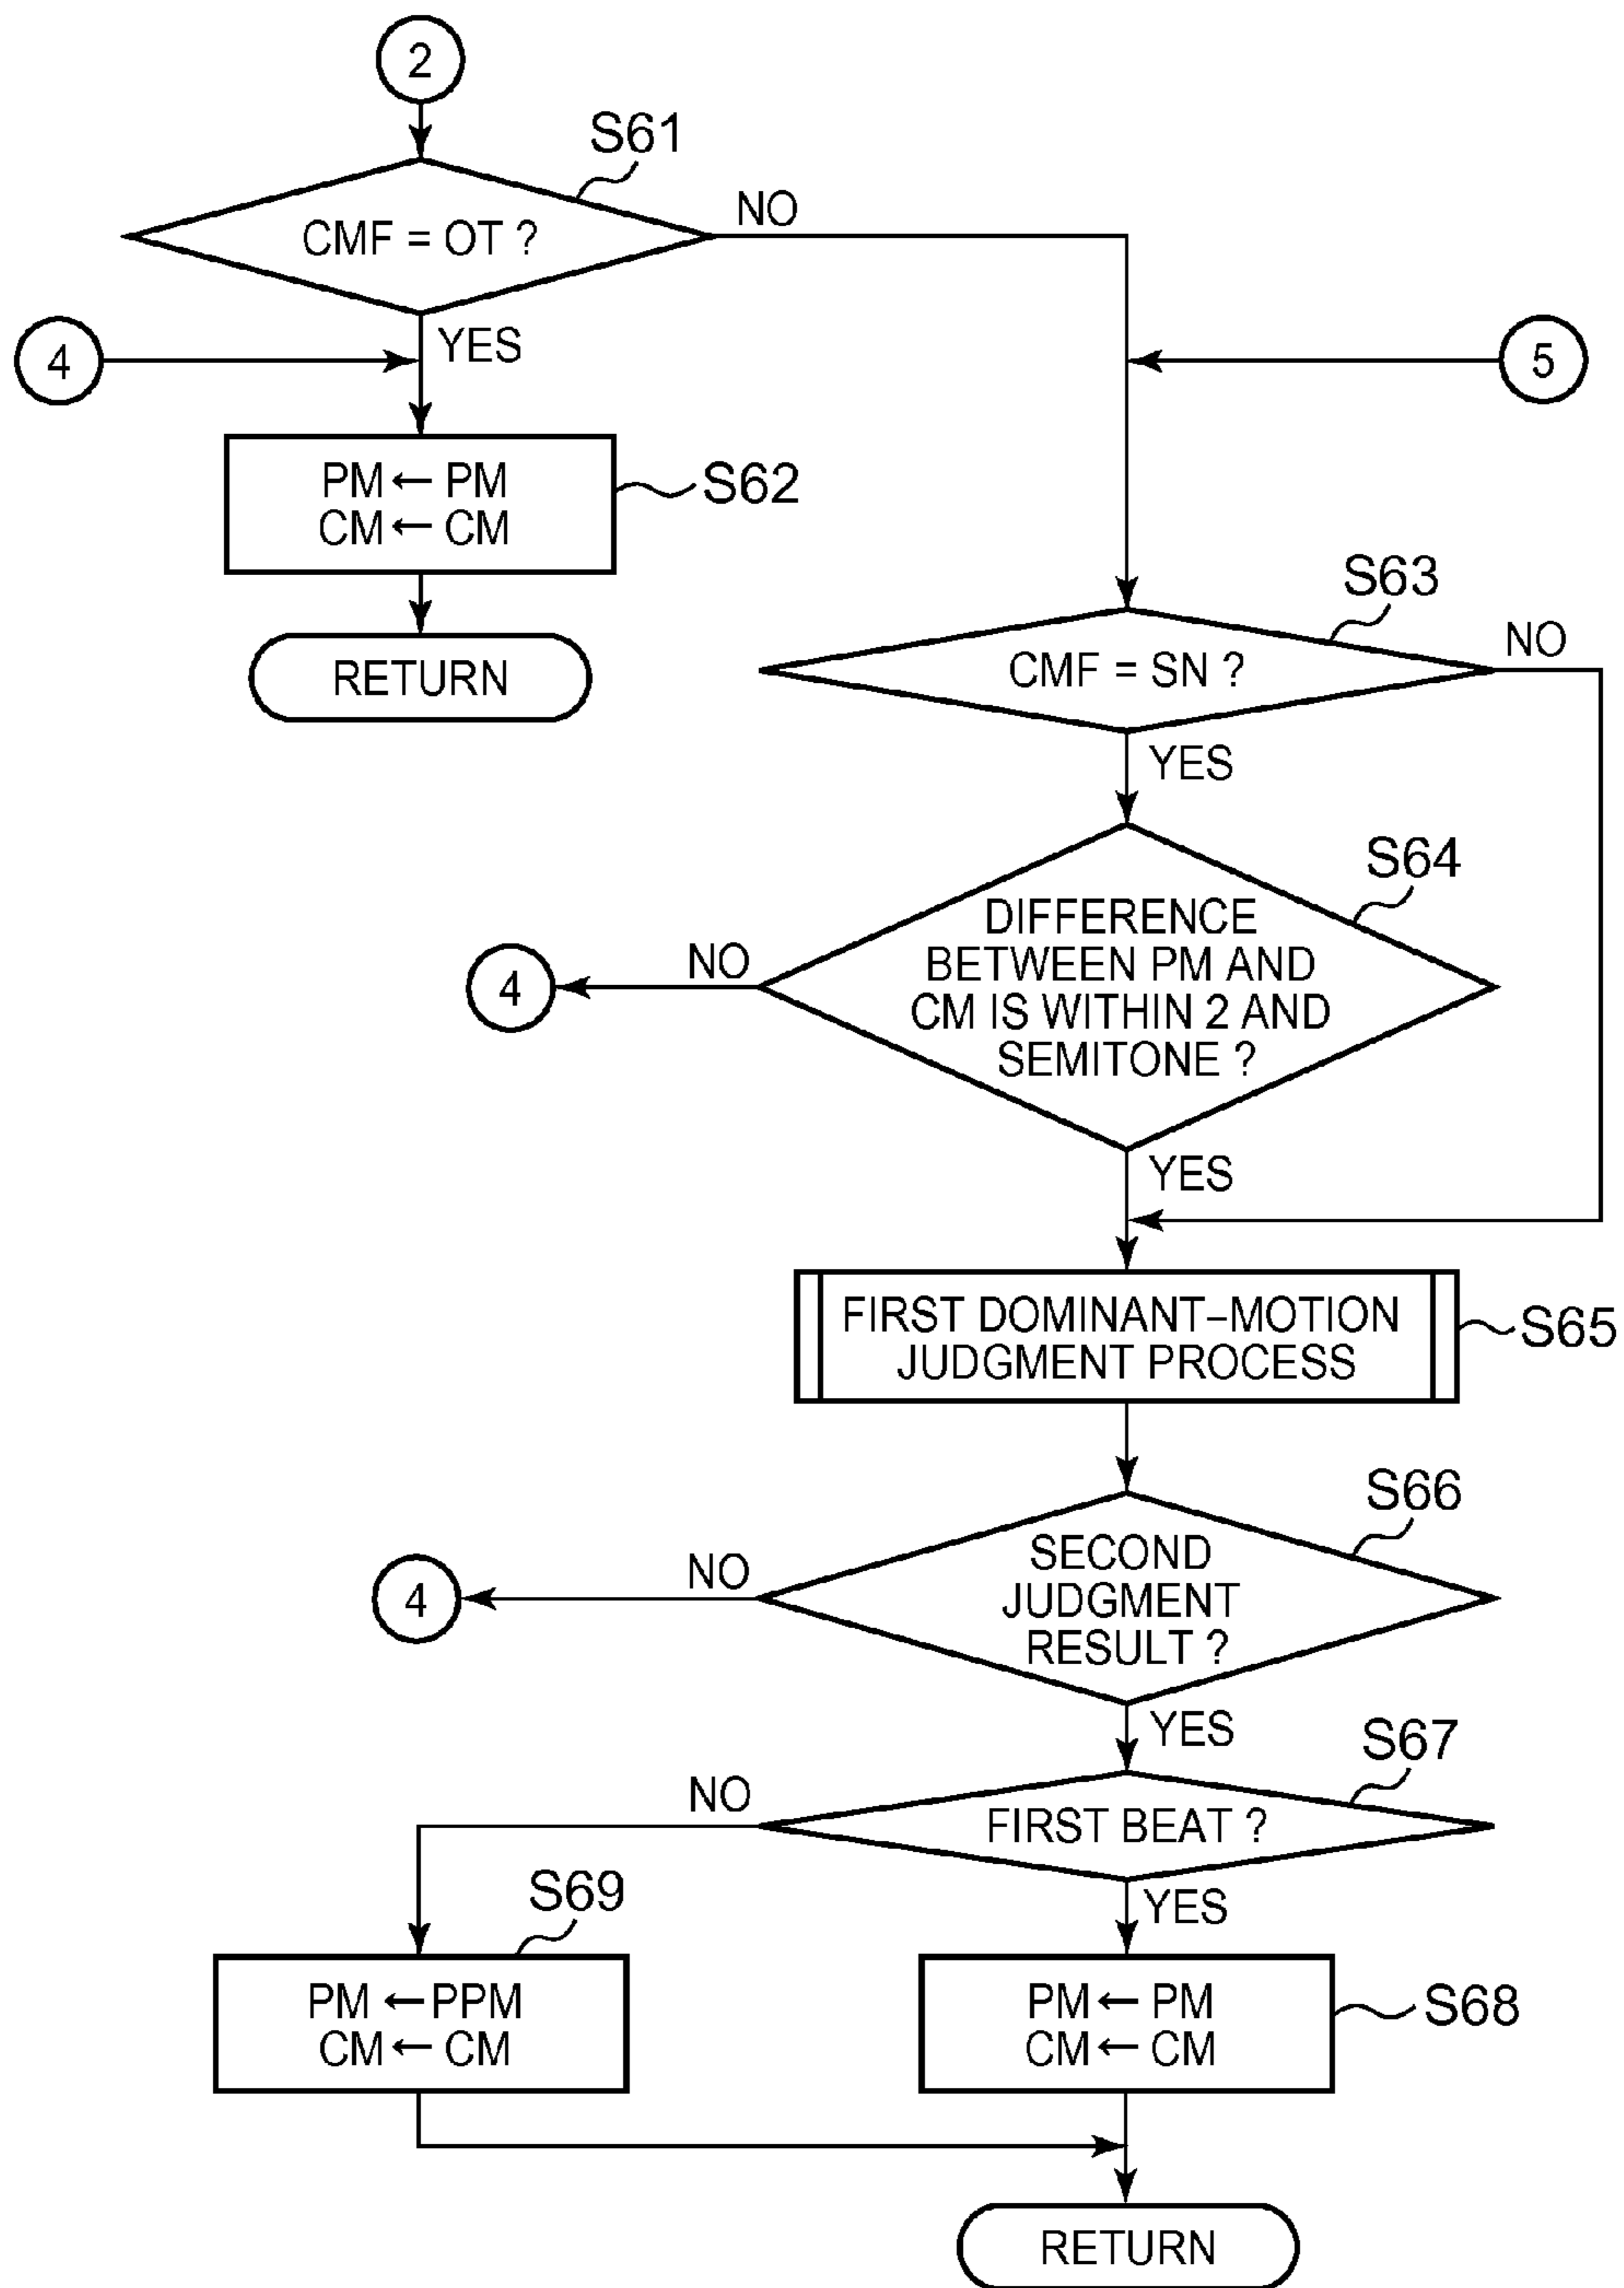 2
S61
CMF = OT ?
NO
YES
4
5
PM ← PM
CM ← CM
S62
RETURN
S63
CMF = SN ?
NO
YES
S64
DIFFERENCE
BETWEEN PM AND
CM IS WITHIN 2 AND
SEMITONE ?
NO
4
YES
FIRST DOMINANT–MOTION
JUDGMENT PROCESS
S65
S66
SECOND
JUDGMENT
RESULT ?
NO
4
YES
S67
FIRST BEAT ?
NO
YES
S69
PM ← PPM
CM ← CM
PM ← PM
CM ← CM
S68
RETURN